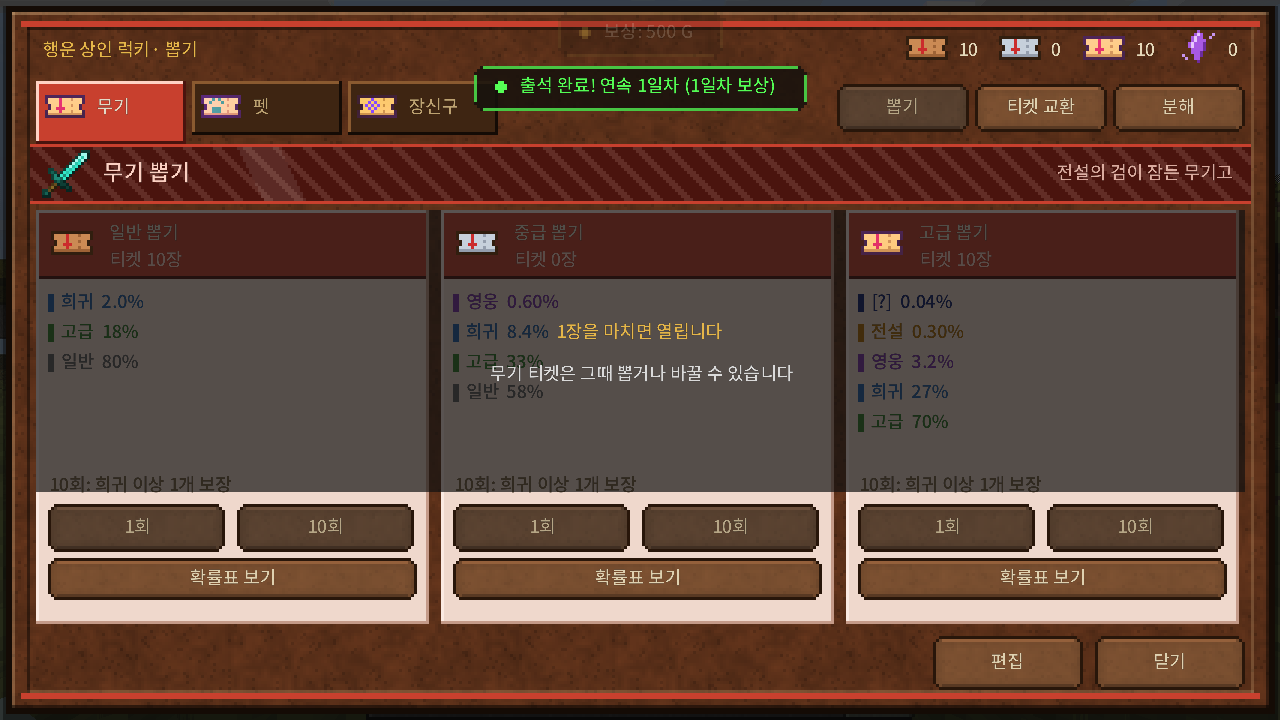 보상: 500 G
행운 상인 럭키 · 뽑기
10
0
10
0
출석 완료! 연속 1일차 (1일차 보상)
무기
펫
장신구
뽑기
티켓 교환
분해
무기 뽑기
전설의 검이 잠든 무기고
일반 뽑기
티켓 10장
희귀 2.0%
고급 18%
일반 80%
10회: 희귀 이상 1개 보장
1회
10회
확률표 보기
중급 뽑기
티켓 0장
영웅 0.60%
희귀 8.4%
고급 33%
일반 58%
1장을 마치면 열립니다
무기 티켓은 그때 뽑거나 바꿀 수 있습니다
10회: 희귀 이상 1개 보장
1회
10회
확률표 보기
고급 뽑기
티켓 10장
[?] 0.04%
전설 0.30%
영웅 3.2%
희귀 27%
고급 70%
10회: 희귀 이상 1개 보장
1회
10회
확률표 보기
편집
닫기